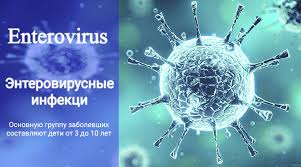 Enterovirus
Энтеровирусные
инфекци
Основную группу заболевших
составляют дети от 3 до 10 лет